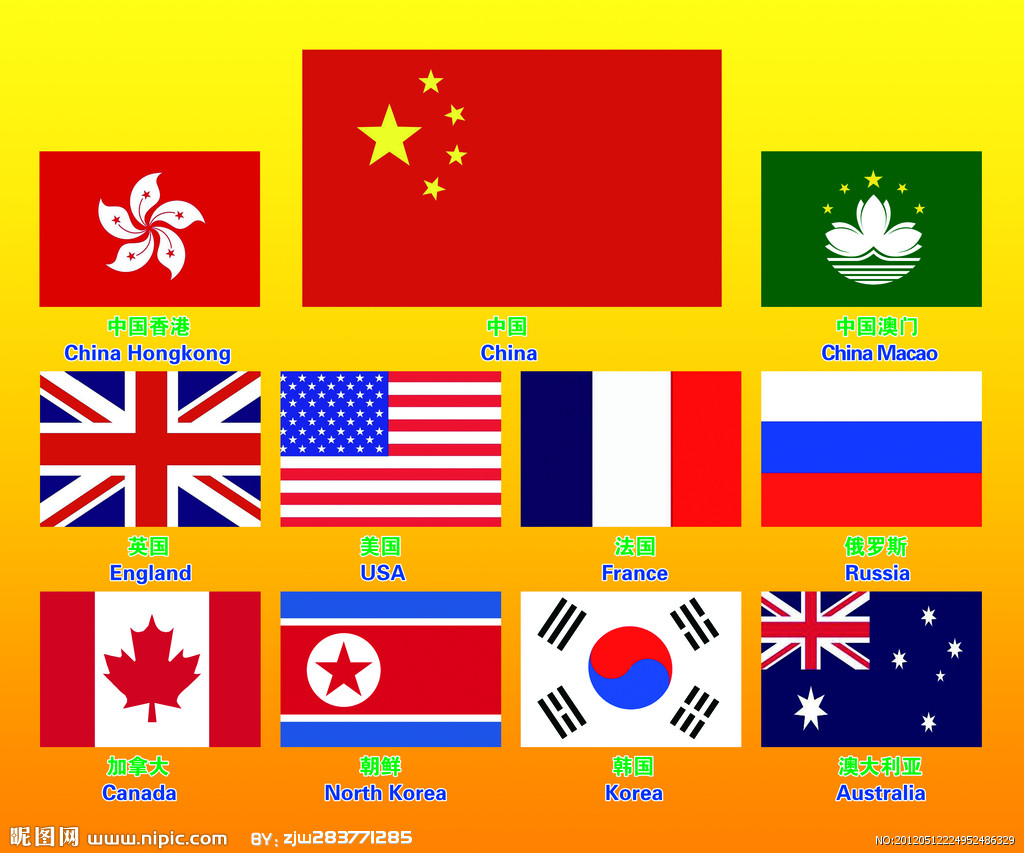 中国香港
China Hongkong
中国
China
中国澳门
China Macao
英国
England
美国
USA
法国
France
俄罗斯
Russia
加拿大
Canada
朝鲜
North Korea
韩国
Korea
澳大利亚
Australia
昵图网 www.nipic.com BY:zjw283771285
NO:20120512224952486329